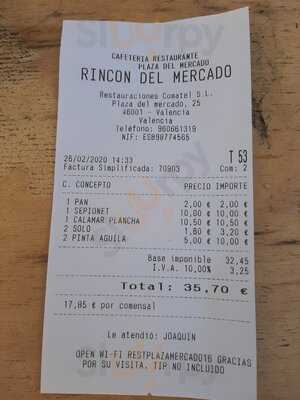 CAFETERIA RESTAURANTE
PLAZA DEL MERCADO
RINCON DEL MERCADO
Restauraciones Comatel S.L.
Plaza del mercado, 25
46001 - Valencia
Valencia
Teléfono: 960661319
NIF: ES98774565
26/02/2020 14:33 T 53
Factura Simplificada: 70903 Com: 2
C. CONCEPTO PRECIO IMPORTE
1 PAN 2,00 € 2,00 €
1 SEPIONET 10,00 € 10,00 €
1 CALAMAR PLANCHA 10,50 € 10,50 €
2 SOLO 1,60 € 3,20 €
2 PINTA AGUILA 5,00 € 10,00 €
Base imponible 32,45
I.V.A. 10,00% 3,25
Total: 35,70 €
17,85 € por comensal
Le atendió: JOAQUIN
OPEN WI-FI RESTPLAZAMERCADO16 GRACIAS
POR SU VISITA. TIP NO INCLUIDO